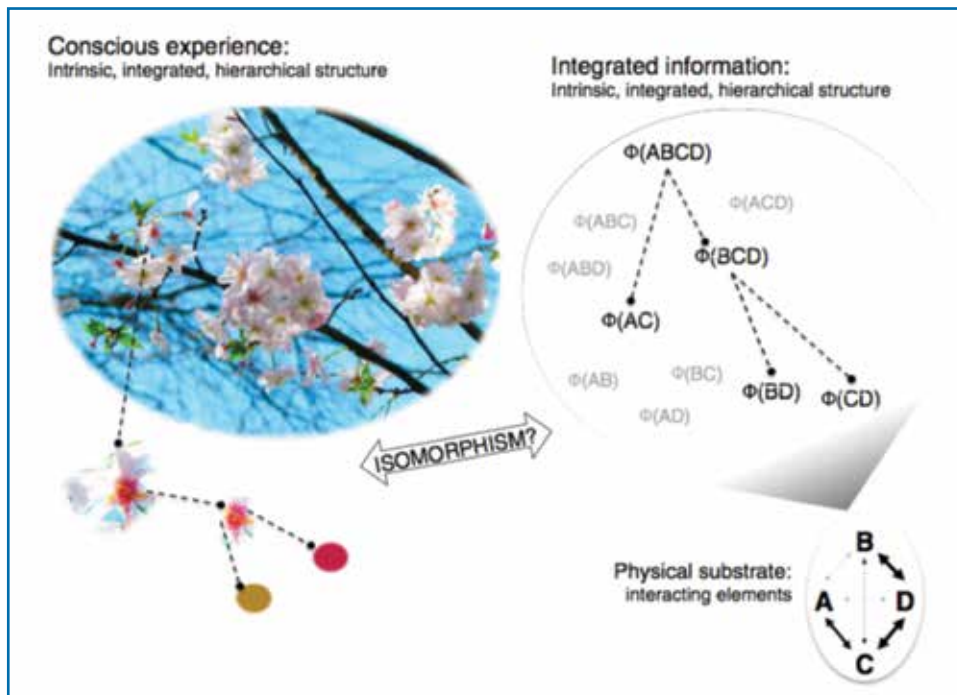 Conscious experience:
Intrinsic, integrated, hierarchical structure
Integrated information:
Intrinsic, integrated, hierarchical structure
Φ(ABCD)
Φ(ACD)
Φ(ABC)
Φ(BCD)
Φ(ABD)
Φ(AC)
Φ(AB)
Φ(BC)
Φ(BD)
Φ(CD)
Φ(AD)
ISOMORPHISM?
Physical substrate:
interacting elements
B
A
D
C